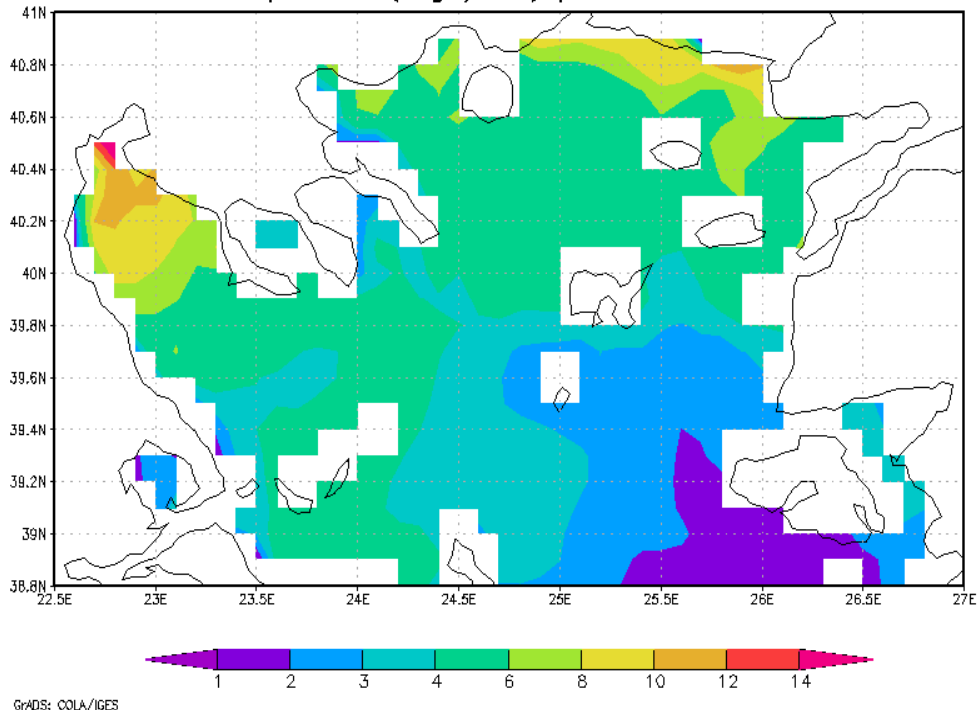 41N
40.8N
40.6N
40.4N
40.2N
40N
39.8N
39.6N
39.4N
39.2N
39N
38.8N
22.5E 23E 23.5E 24E 24.5E 25E 25.5E 26E 26.5E 27E
1 2 3 4 6 8 10 12 14
GrADS: COLA/IGES